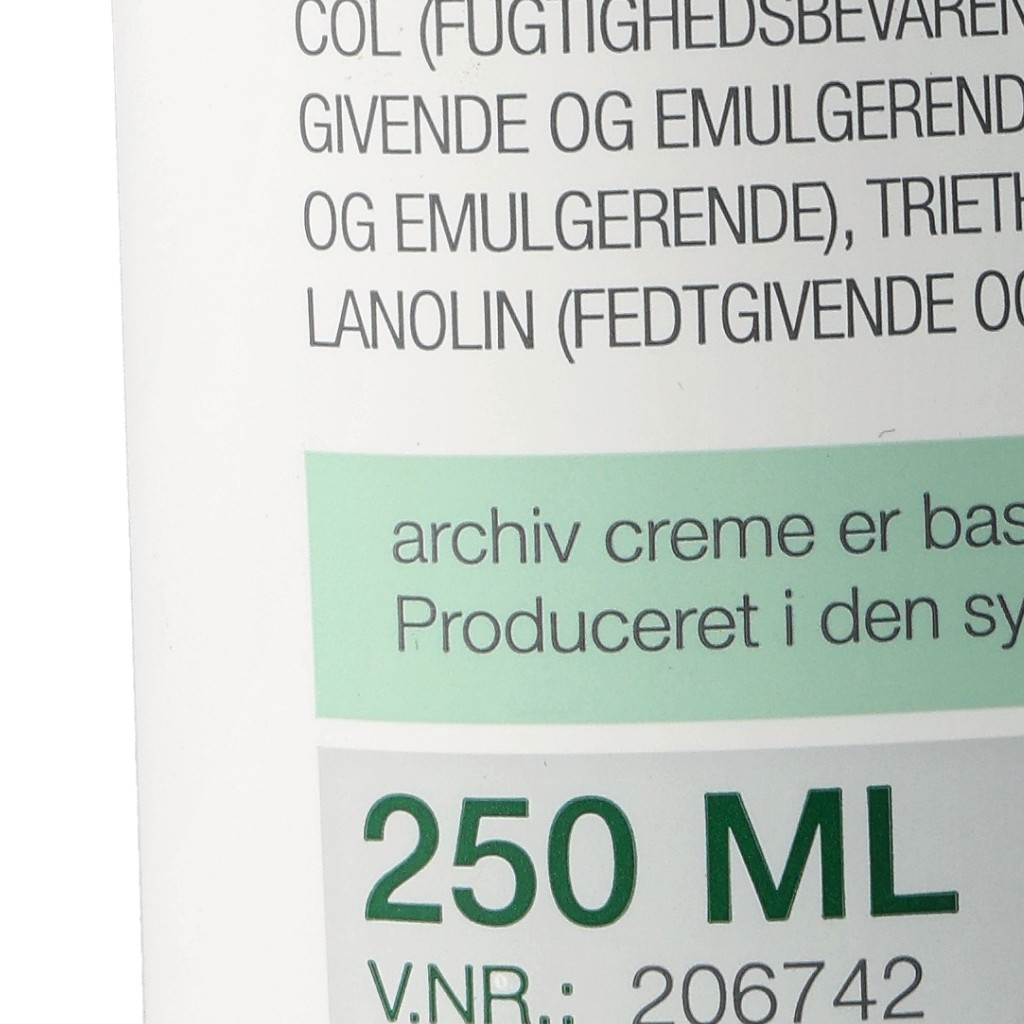 COL (FUGTIGHEDSBEVAREN
GIVENDE OG EMULGEREND
OG EMULGERENDE), TRIETH
LANOLIN (FEDTGIVENDE OG
archiv creme er bas
Produceret i den sy
250 ML
V.NR.: 206742